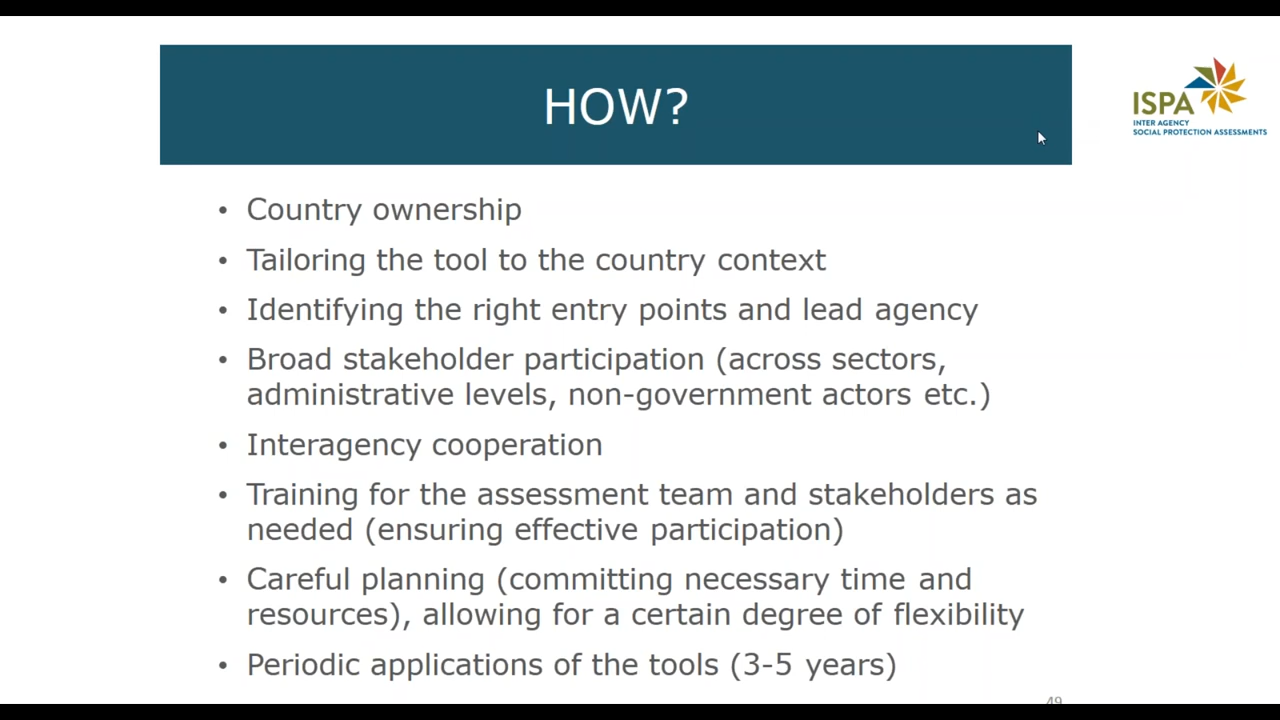 HOW?
ISPA
INTER AGENCY
SOCIAL PROTECTION ASSESSMENTS
• Country ownership
• Tailoring the tool to the country context
• Identifying the right entry points and lead agency
• Broad stakeholder participation (across sectors,
administrative levels, non-government actors etc.)
• Interagency cooperation
• Training for the assessment team and stakeholders as
needed (ensuring effective participation)
• Careful planning (committing necessary time and
resources), allowing for a certain degree of flexibility
• Periodic applications of the tools (3-5 years)
49